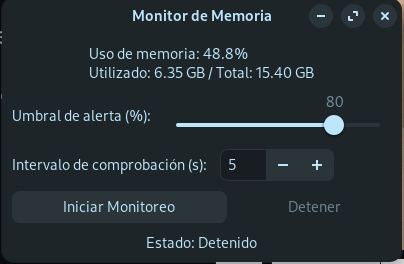 Monitor de Memoria
Uso de memoria: 48.8%
Utilizado: 6.35 GB / Total: 15.40 GB
80
Umbral de alerta (%):
Intervalo de comprobación (s): 5
Iniciar Monitoreo Detener
Estado: Detenido